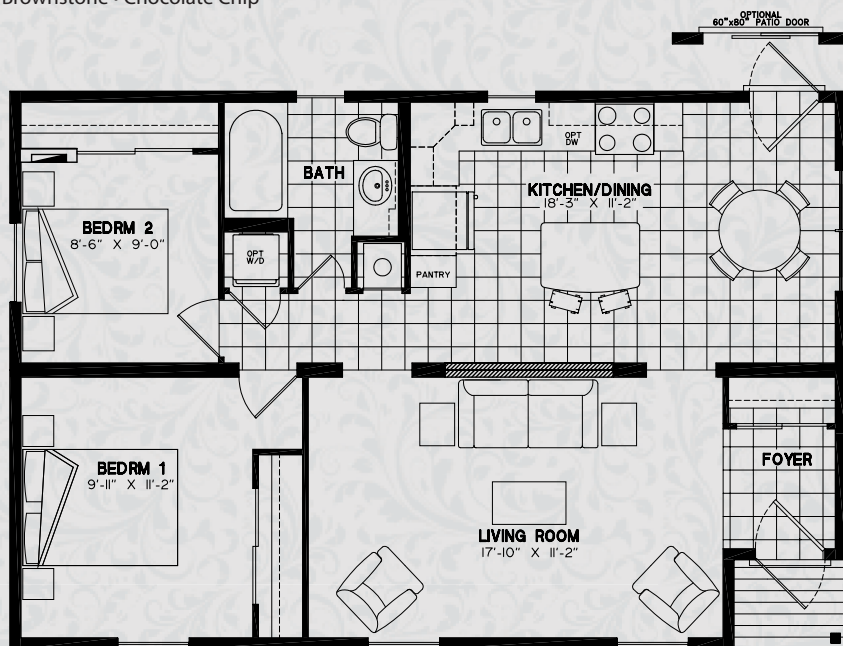 Brownstone • Chocolate Chip
OPTIONAL
60"x80" PATIO DOOR
BATH
OPT
DW
KITCHEN/DINING
18'-3" X 11'-2"
BEDRM 2
8'-6" X 9'-0"
OPT
W/D
PANTRY
BEDRM 1
9'-11" X 11'-2"
FOYER
LIVING ROOM
17'-10" X 11'-2"